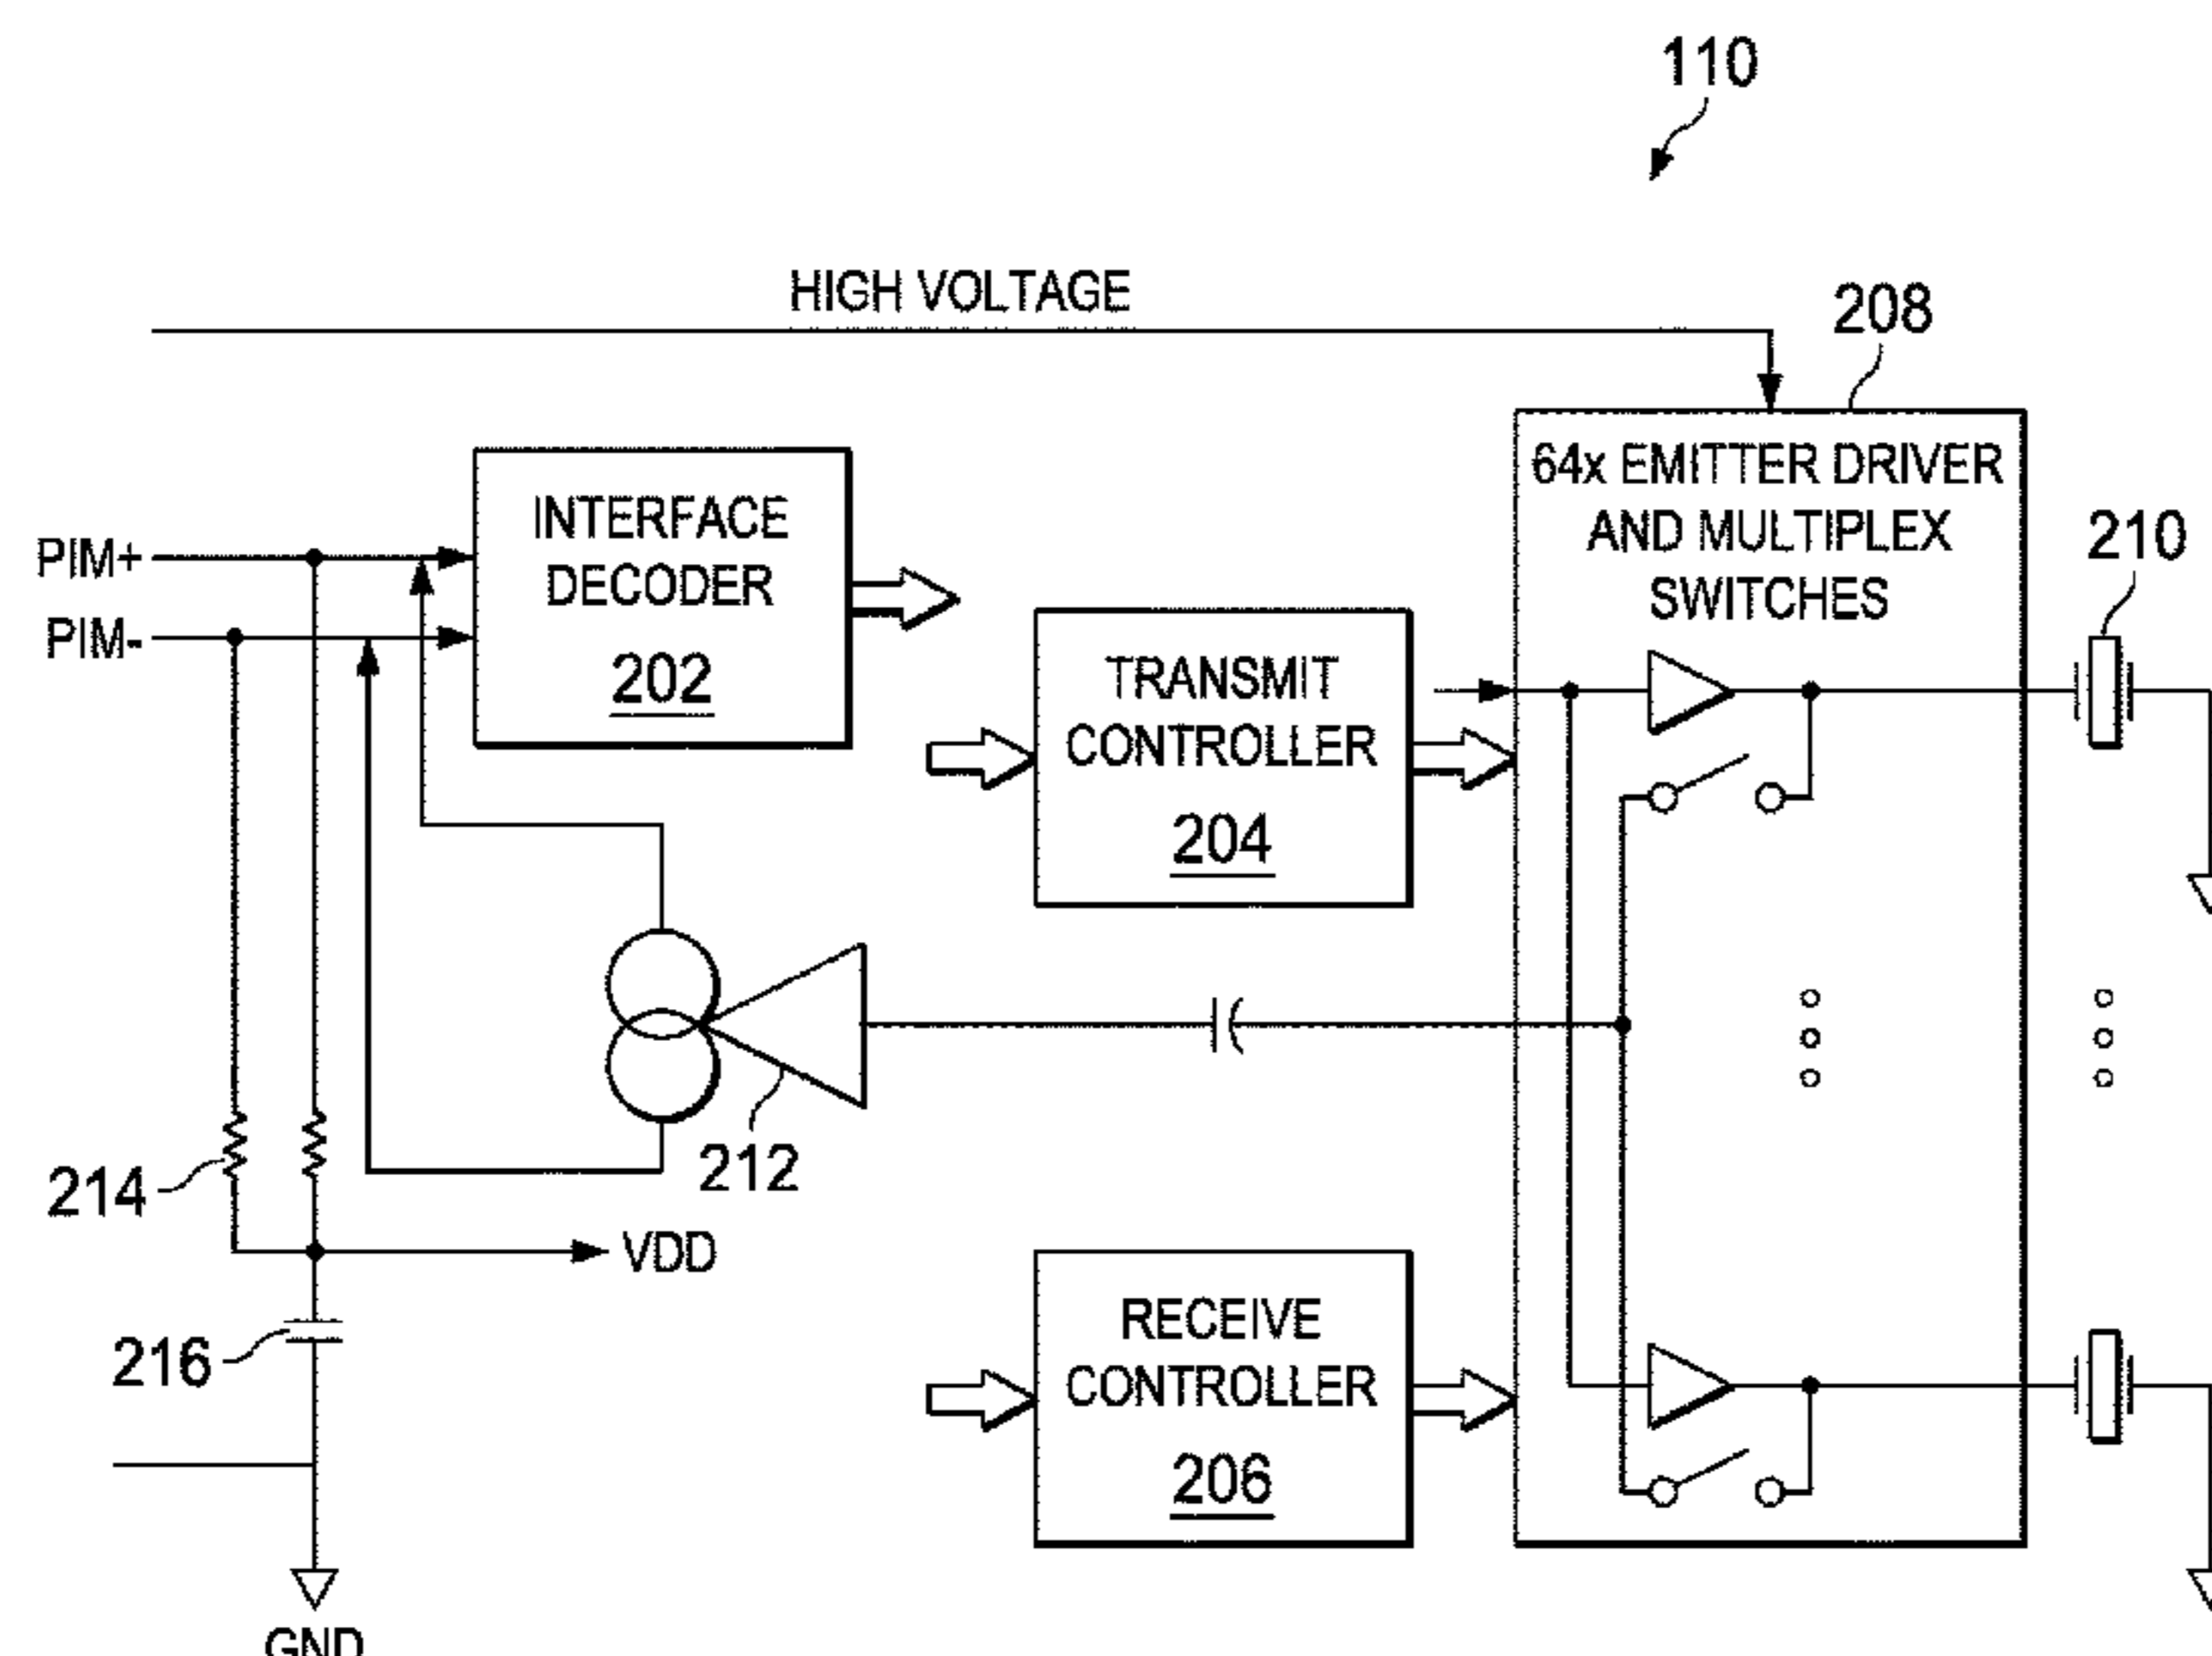 110
HIGH VOLTAGE
208
64x EMITTER DRIVER
AND MULTIPLEX
SWITCHES
INTERFACE
DECODER
202
PIM+
PIM-
210
TRANSMIT
CONTROLLER
204
212
214
VDD
216
RECEIVE
CONTROLLER
206
GND